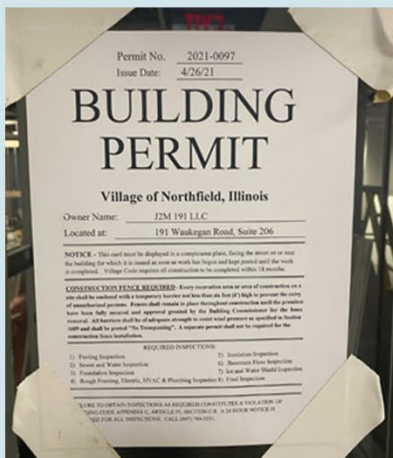 Permit No. 2021-0097
Issue Date: 4/26/21
BUILDING
PERMIT
Village of Northfield, Illinois
Owner Name: J2M 191 LLC
Located at: 191 Waukegan Road, Suite 206
NOTICE - This card must be displayed in a conspicuous place, facing the street on or near
the building for which it is issued as soon as work has begun and kept posted until the work
is completed. Village Code requires all construction to be completed within 18 months.
CONSTRUCTION FENCE REQUIRED - Every excavation area or area of construction on a
site shall be enclosed with a temporary barrier not less than six feet (6') high to prevent the entry
of unauthorized persons. Fences shall remain in place throughout construction until the premises
have been fully secured and approval granted by the Building Commissioner for the fence
removal. All barriers shall be of adequate strength to resist wind pressure as specified in Section
1609 and shall be posted "No Trespassing". A separate permit shall not be required for the
construction fence installation.
REQUIRED INSPECTIONS:
1) Footing Inspection 5) Insulation Inspection
2) Sewer and Water Inspection 6) Basement Floor Inspection
3) Foundation Inspection 7) Ice and Water Shield Inspection
4) Rough Framing, Electric, HVAC & Plumbing Inspection 8) Final Inspection
URE TO OBTAIN INSPECTIONS AS REQUIRED CONSTITUTES A VIOLATION OF
DING CODE APPENDIX C, ARTICLE IV, SECTION C-8. A 24 HOUR NOTICE IS
ED FOR ALL INSPECTIONS. CALL (847)